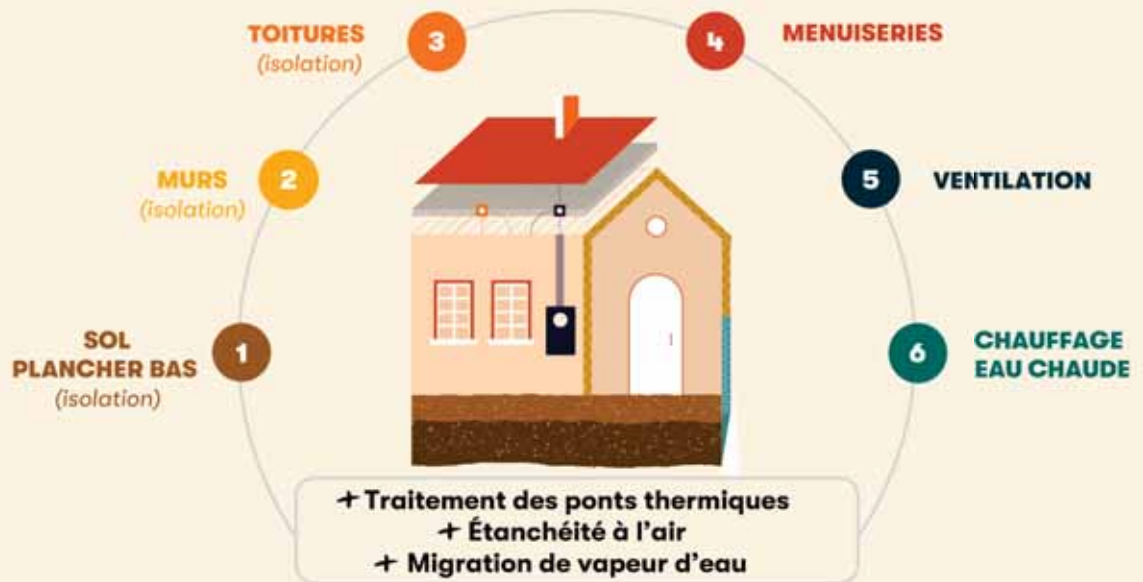 TOITURES
(isolation)
3
4
MENUISERIES
MURS
(isolation)
2
5
VENTILATION
SOL
PLANCHER BAS
(isolation)
1
6
CHAUFFAGE
EAU CHAUDE
+ Traitement des ponts thermiques
+ Étanchéité à l'air
+ Migration de vapeur d'eau